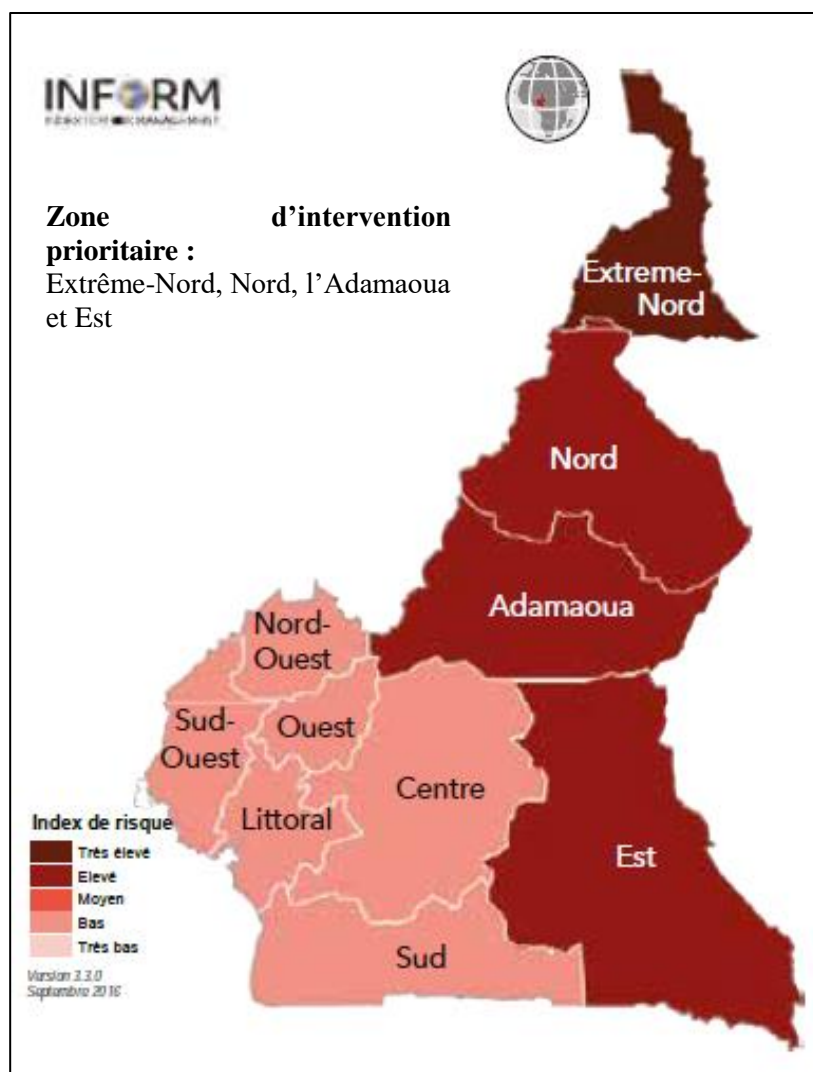 INFORM
Zone d’intervention
prioritaire :
Extrême-Nord, Nord, l’Adamaoua
et Est
Extreme-
Nord
Nord
Adamaoua
Nord-
Ouest
Sud-
Ouest
Ouest
Centre
Littoral
Est
Sud
Index de risque
Très élevé
Elevé
Moyen
Bas
Très bas
Version 3.3.0
Septembre 2016